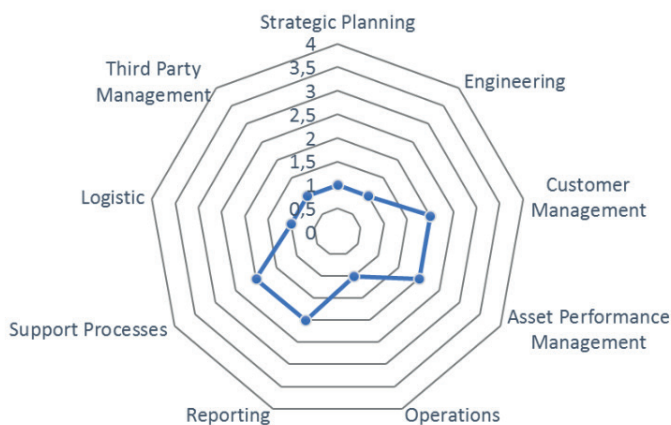 Strategic Planning
4
3,5
3
2,5
2
1,5
1
0,5
0
Engineering
Customer
Management
Asset Performance
Management
Operations
Reporting
Support Processes
Logistic
Third Party
Management